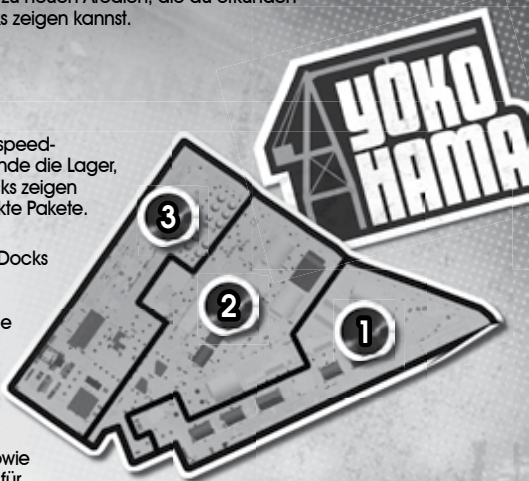 zu neuen Arealen, die du erkunden
ks zeigen kannst.
YOKO
HAMA
speed-
nde die Lager,
ks zeigen
kte Pakete.
Docks
e
owie
für
3
2
1